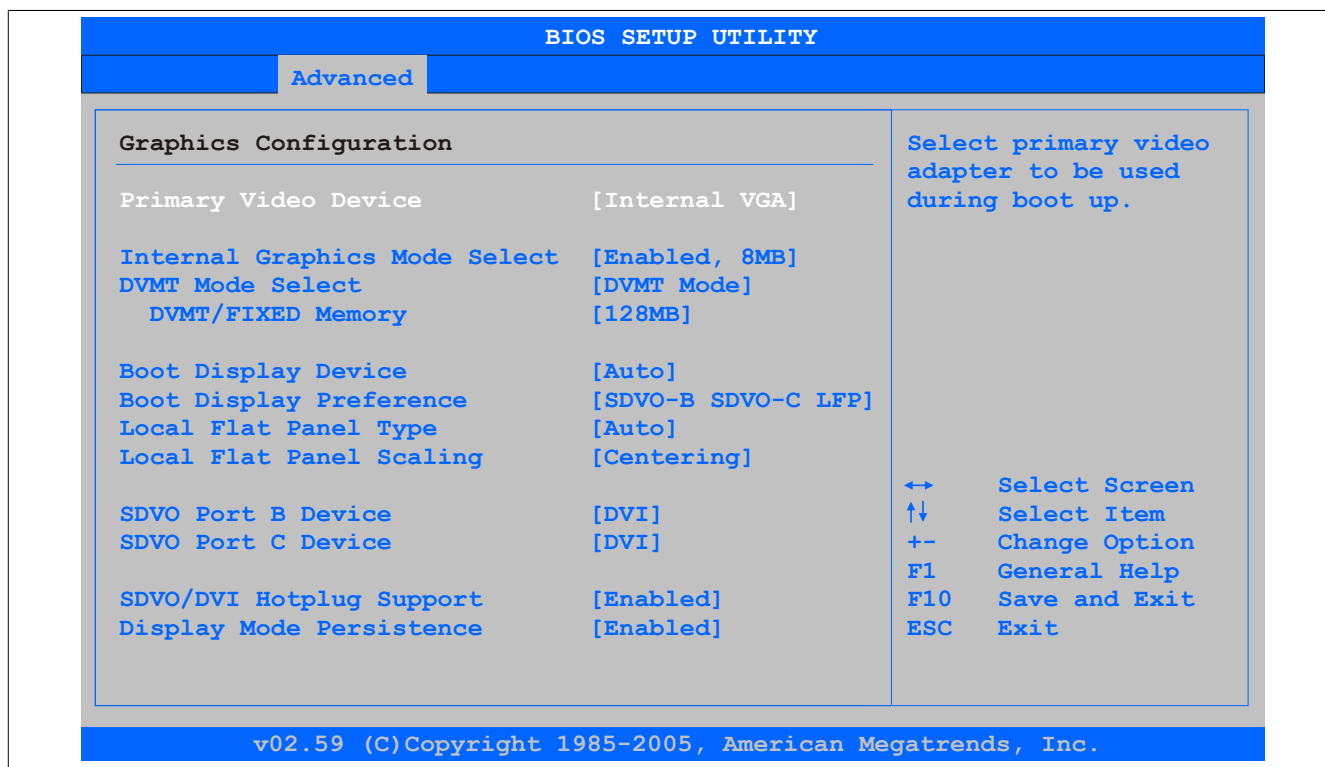 BIOS SETUP UTILITY
Advanced
Graphics Configuration
Primary Video Device [Internal VGA]
Internal Graphics Mode Select [Enabled, 8MB]
DVMT Mode Select [DVMT Mode]
DVMT/FIXED Memory [128MB]
Boot Display Device [Auto]
Boot Display Preference [SDVO-B SDVO-C LFP]
Local Flat Panel Type [Auto]
Local Flat Panel Scaling [Centering]
SDVO Port B Device [DVI]
SDVO Port C Device [DVI]
SDVO/DVI Hotplug Support [Enabled]
Display Mode Persistence [Enabled]
Select primary video
adapter to be used
during boot up.
↔ Select Screen
↑↓ Select Item
+- Change Option
F1 General Help
F10 Save and Exit
ESC Exit
v02.59 (C)Copyright 1985-2005, American Megatrends, Inc.